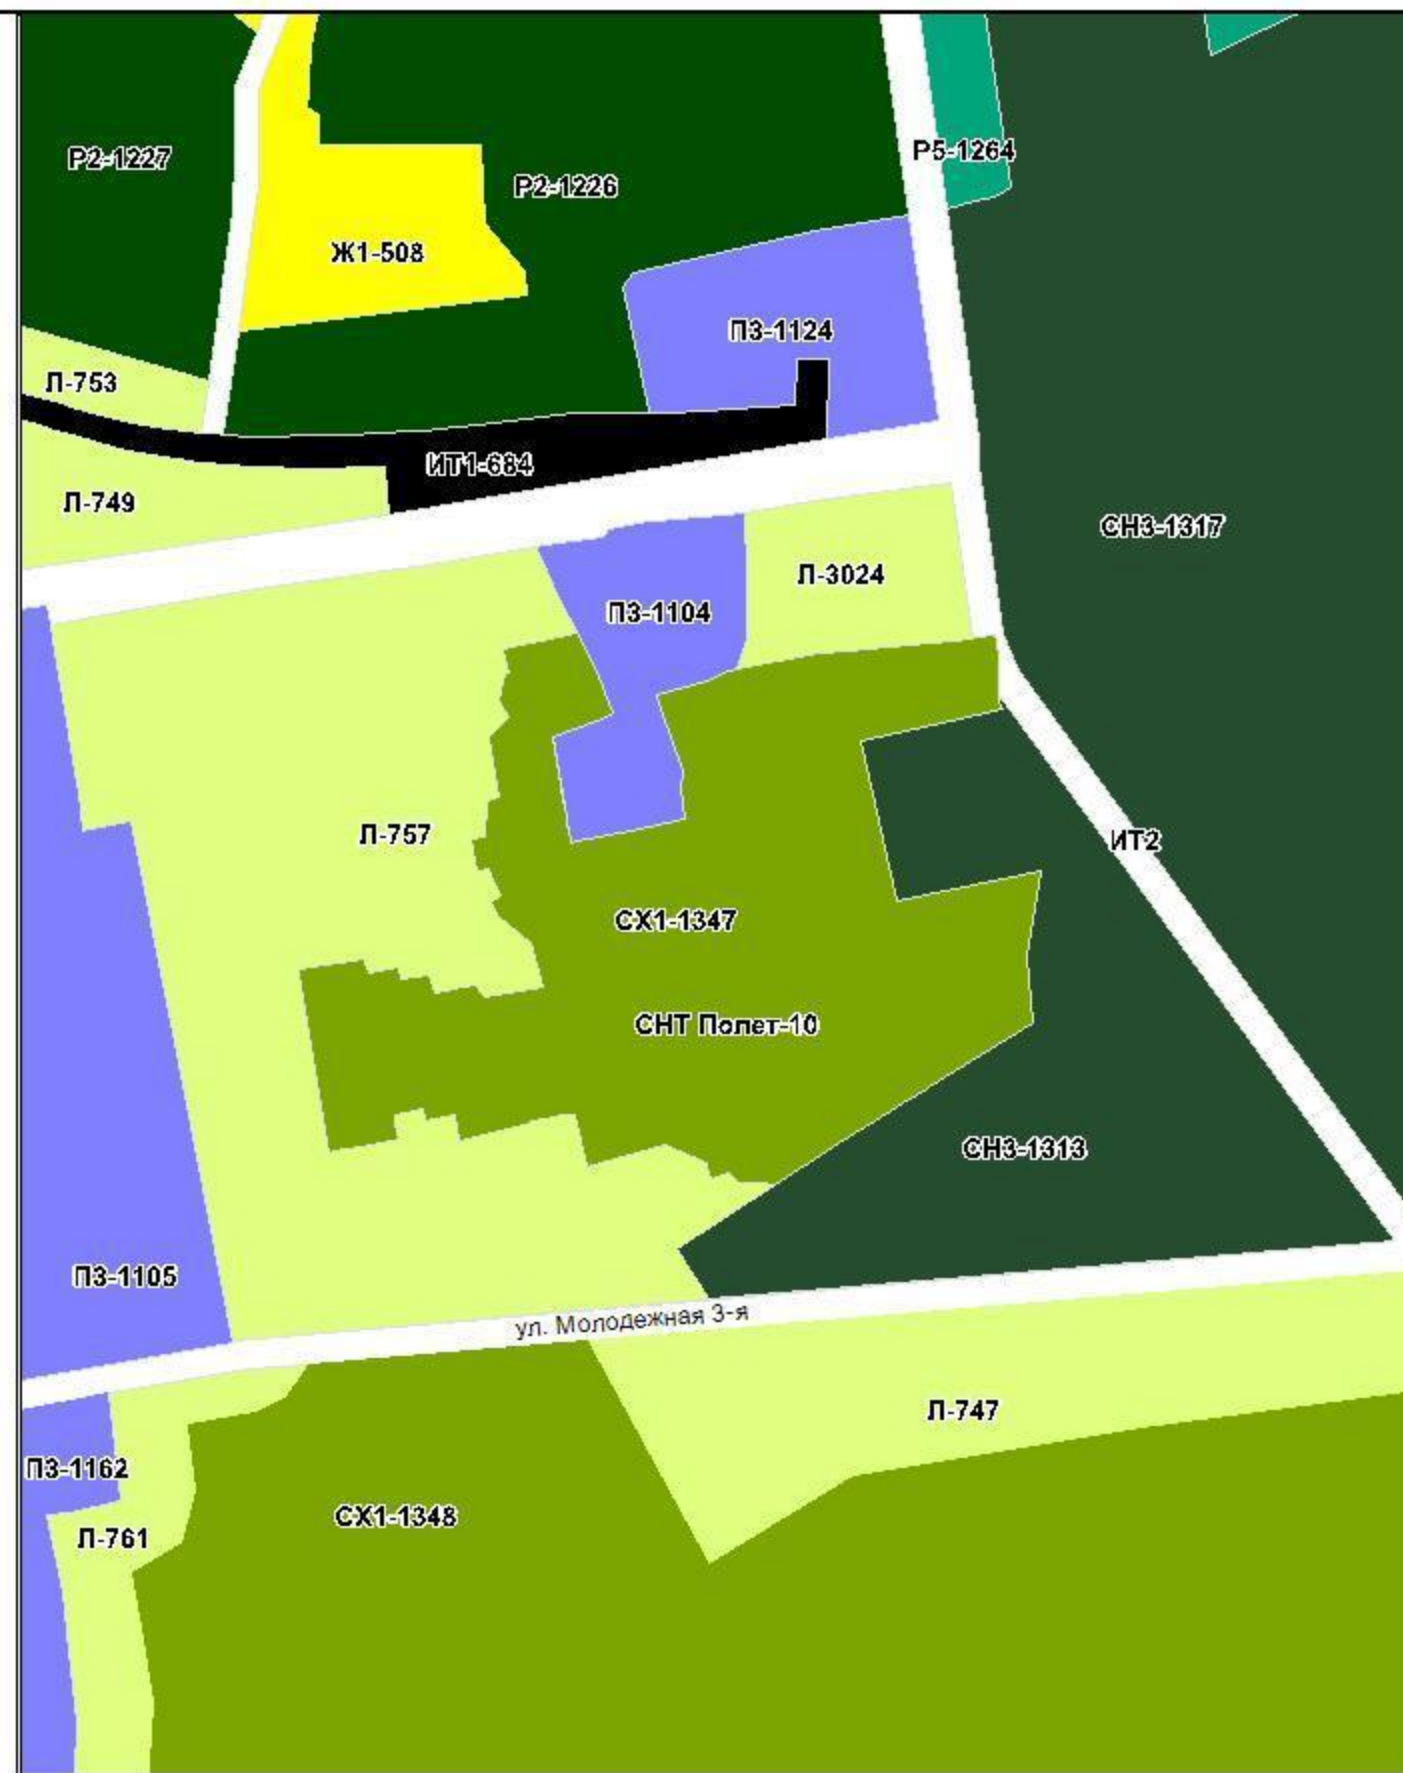 Р5-1264
Р2-1227
Р2-1226
Ж1-508
П3-1124
Л-753
ИТ1-684
Л-749
СН3-1317
Л-3024
П3-1104
Л-757
ИТ2
СХ1-1347
СНТ Полет-10
СН3-1313
П3-1105
ул. Молодежная 3-я
Л-747
П3-1162
СХ1-1348
Л-761